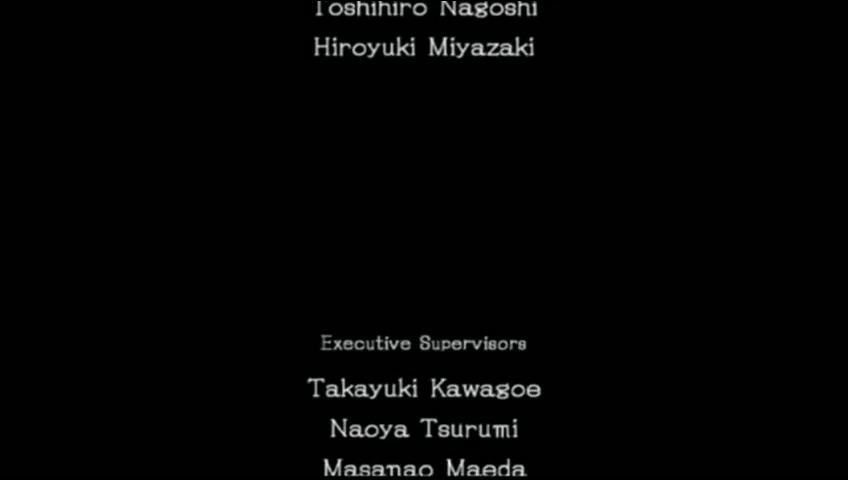 Toshihiro Nagoshi
Hiroyuki Miyazaki
Executive Supervisors
Takayuki Kawagoe
Naoya Tsurumi
Masanao Maeda